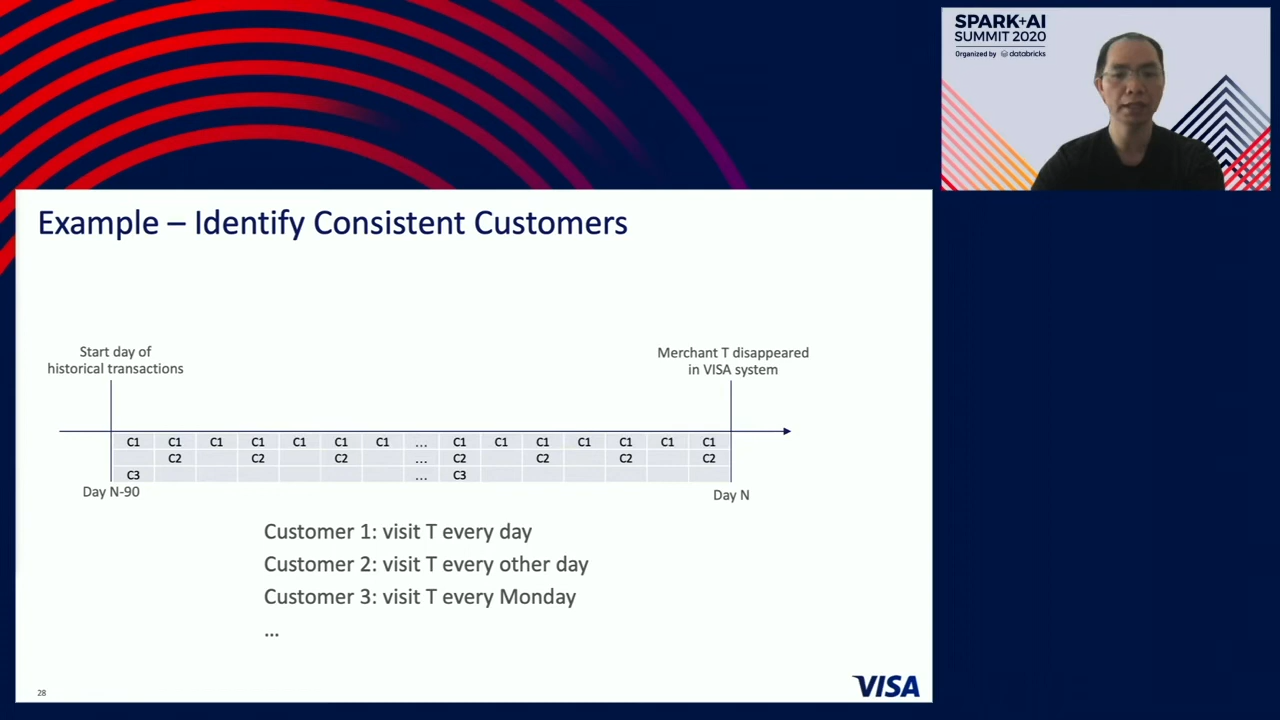 SPARK+AI
SUMMIT 2020
Organized by databricks
Example – Identify Consistent Customers
Start day of
historical transactions
Merchant T disappeared
in VISA system
C1 C1 C1 C1 C1 C1 C1 ... C1 C1 C1 C1 C1 C1 C1
C2 C2 C2 ... C2 C2 C2 C2
C3 ... C3
Day N-90
Day N
Customer 1: visit T every day
Customer 2: visit T every other day
Customer 3: visit T every Monday
...
28
VISA